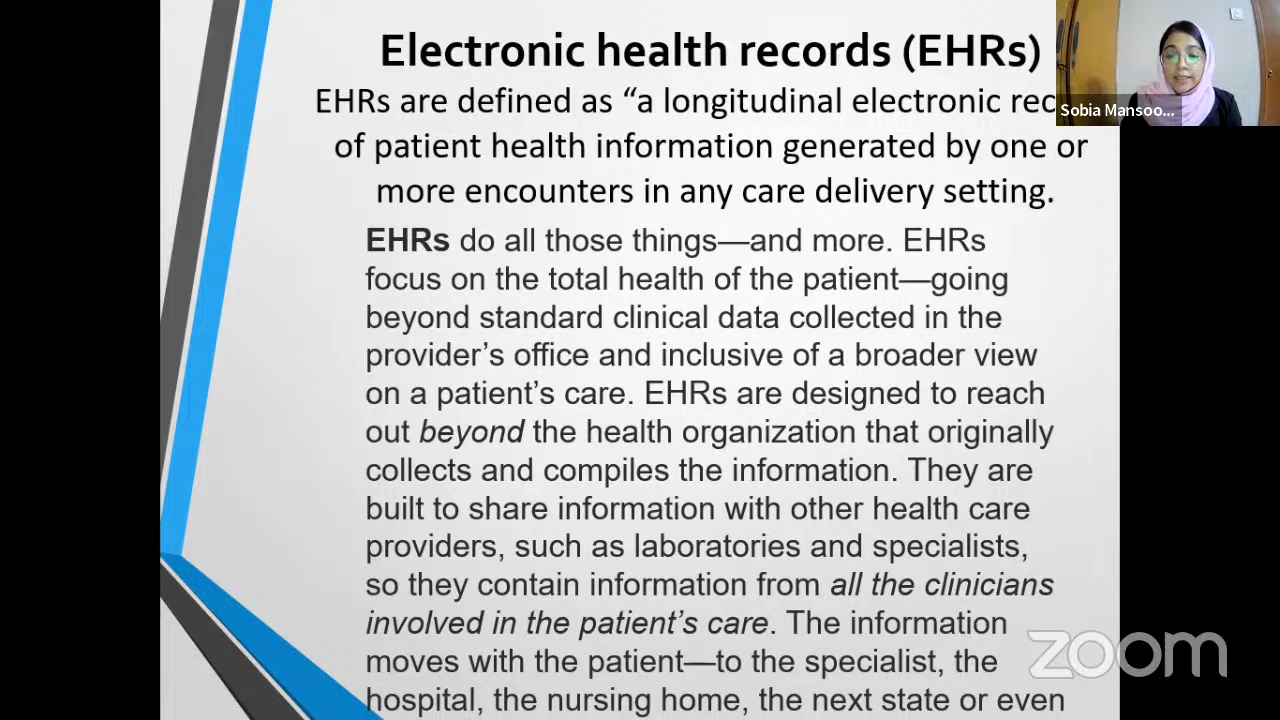 Electronic health records (EHRs)
EHRs are defined as “a longitudinal electronic rec
of patient health information generated by one or
more encounters in any care delivery setting.
EHRs do all those things—and more. EHRs
focus on the total health of the patient—going
beyond standard clinical data collected in the
provider’s office and inclusive of a broader view
on a patient’s care. EHRs are designed to reach
out beyond the health organization that originally
collects and compiles the information. They are
built to share information with other health care
providers, such as laboratories and specialists,
so they contain information from all the clinicians
involved in the patient’s care. The information
moves with the patient—to the specialist, the
hospital, the nursing home, the next state or even
Sobia Mansoo...
zoom